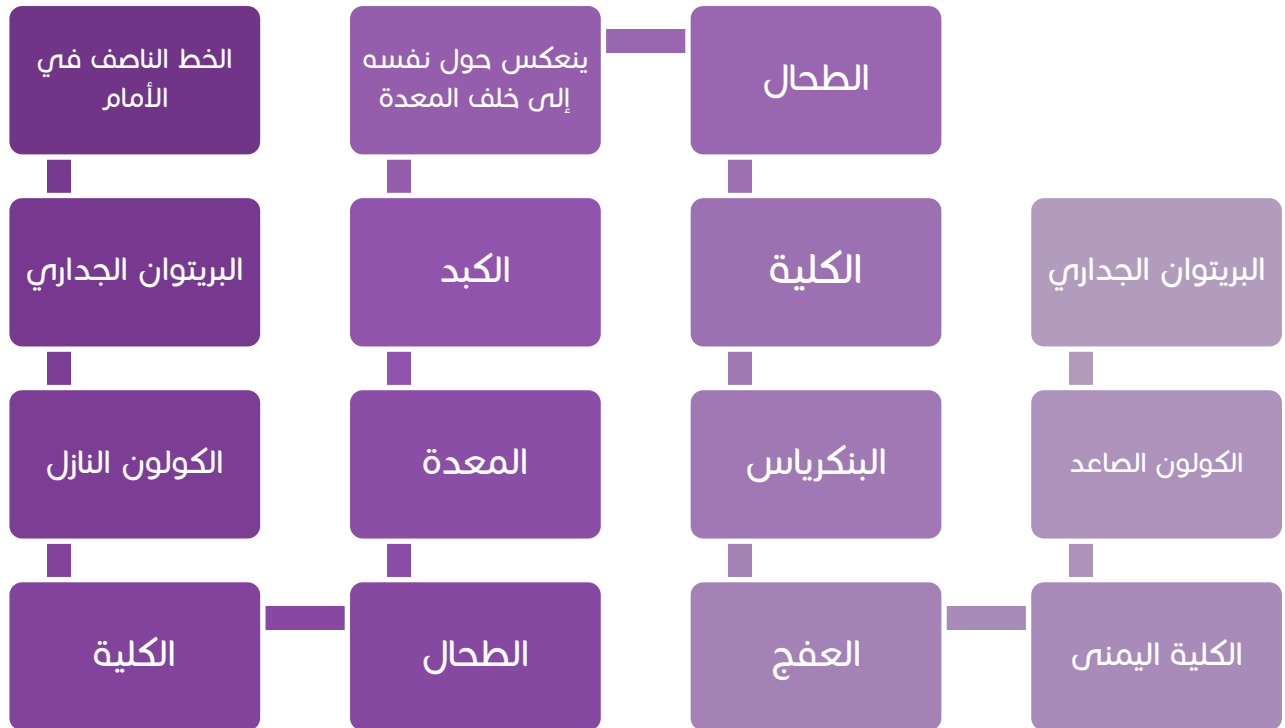 الخط الناصف في
الأمام
البريتوان الجداري
الكولون النازل
الكلية
الطحال
المعدة
الكبد
ينعكس حول نفسه
إلى خلف المعدة
الطحال
الكلية
البنكرياس
العفج
الكلية اليمنى
الكولون الصاعد
البريتوان الجداري